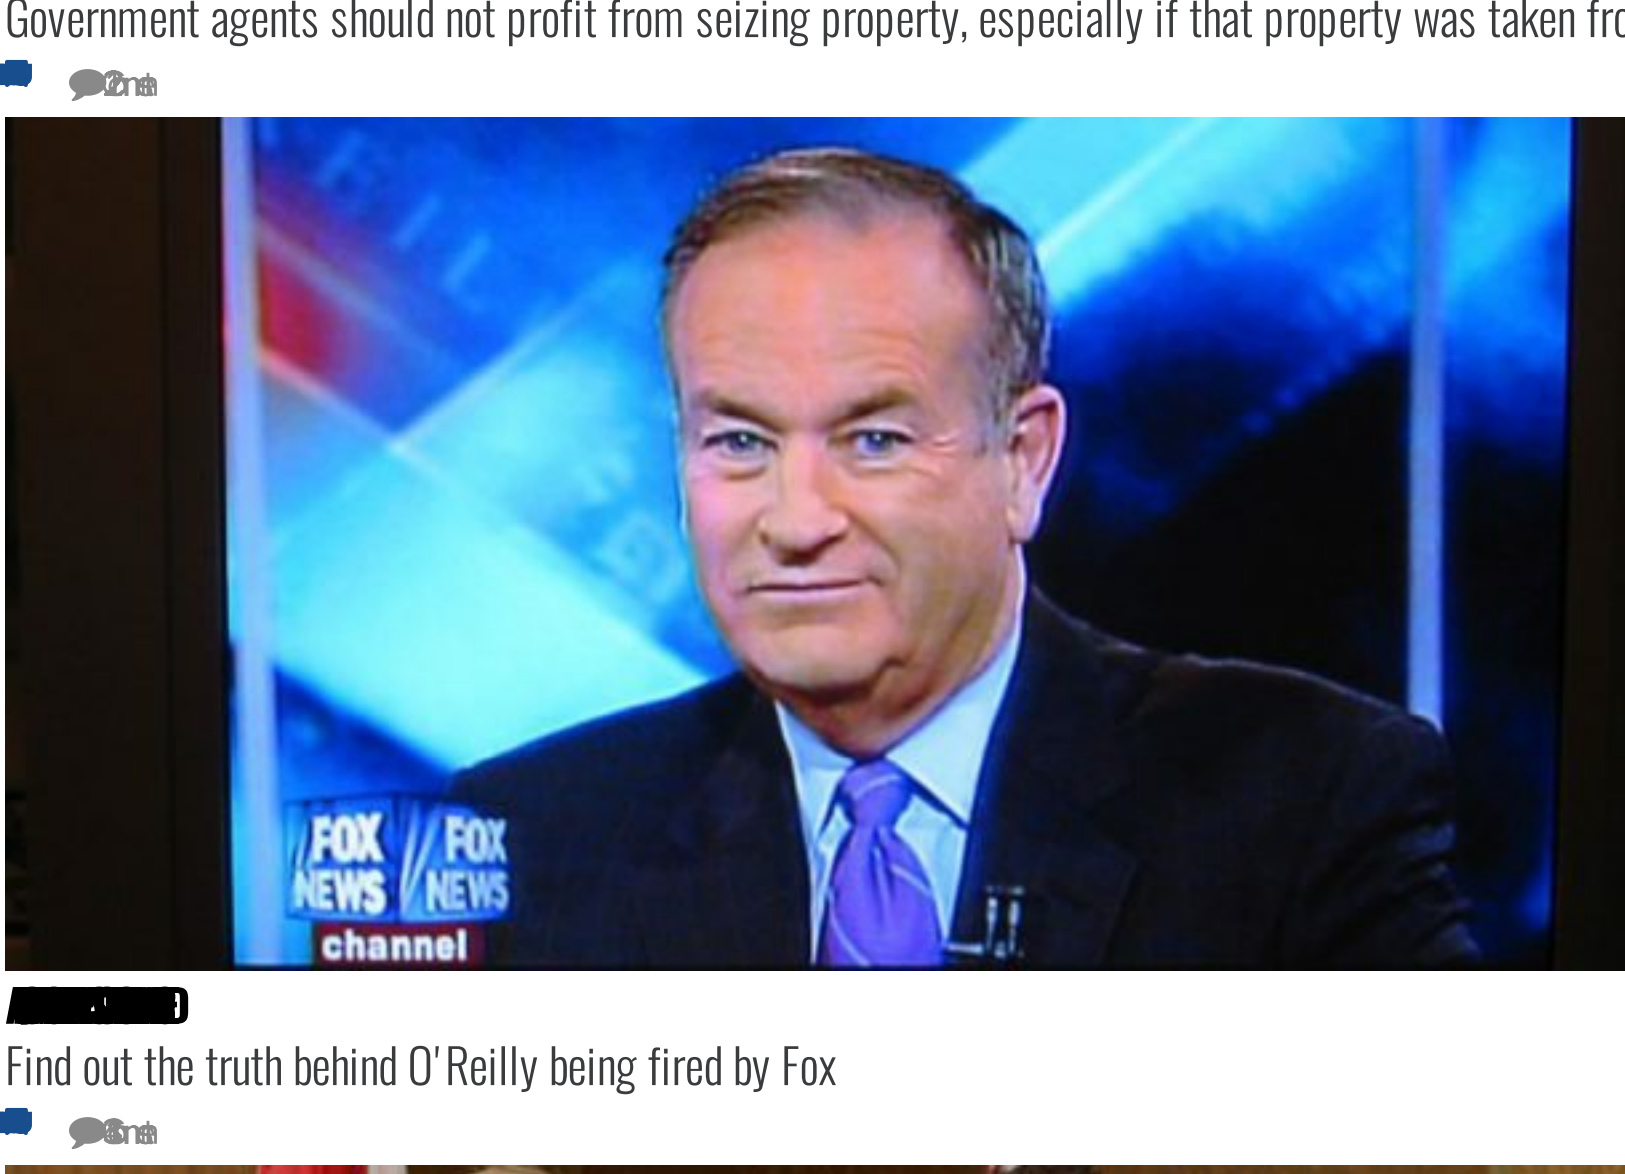 Government agents should not profit from seizing property, especially if that property was taken fro
FOX FOX
NEWS NEWS
channel
Find out the truth behind O'Reilly being fired by Fox